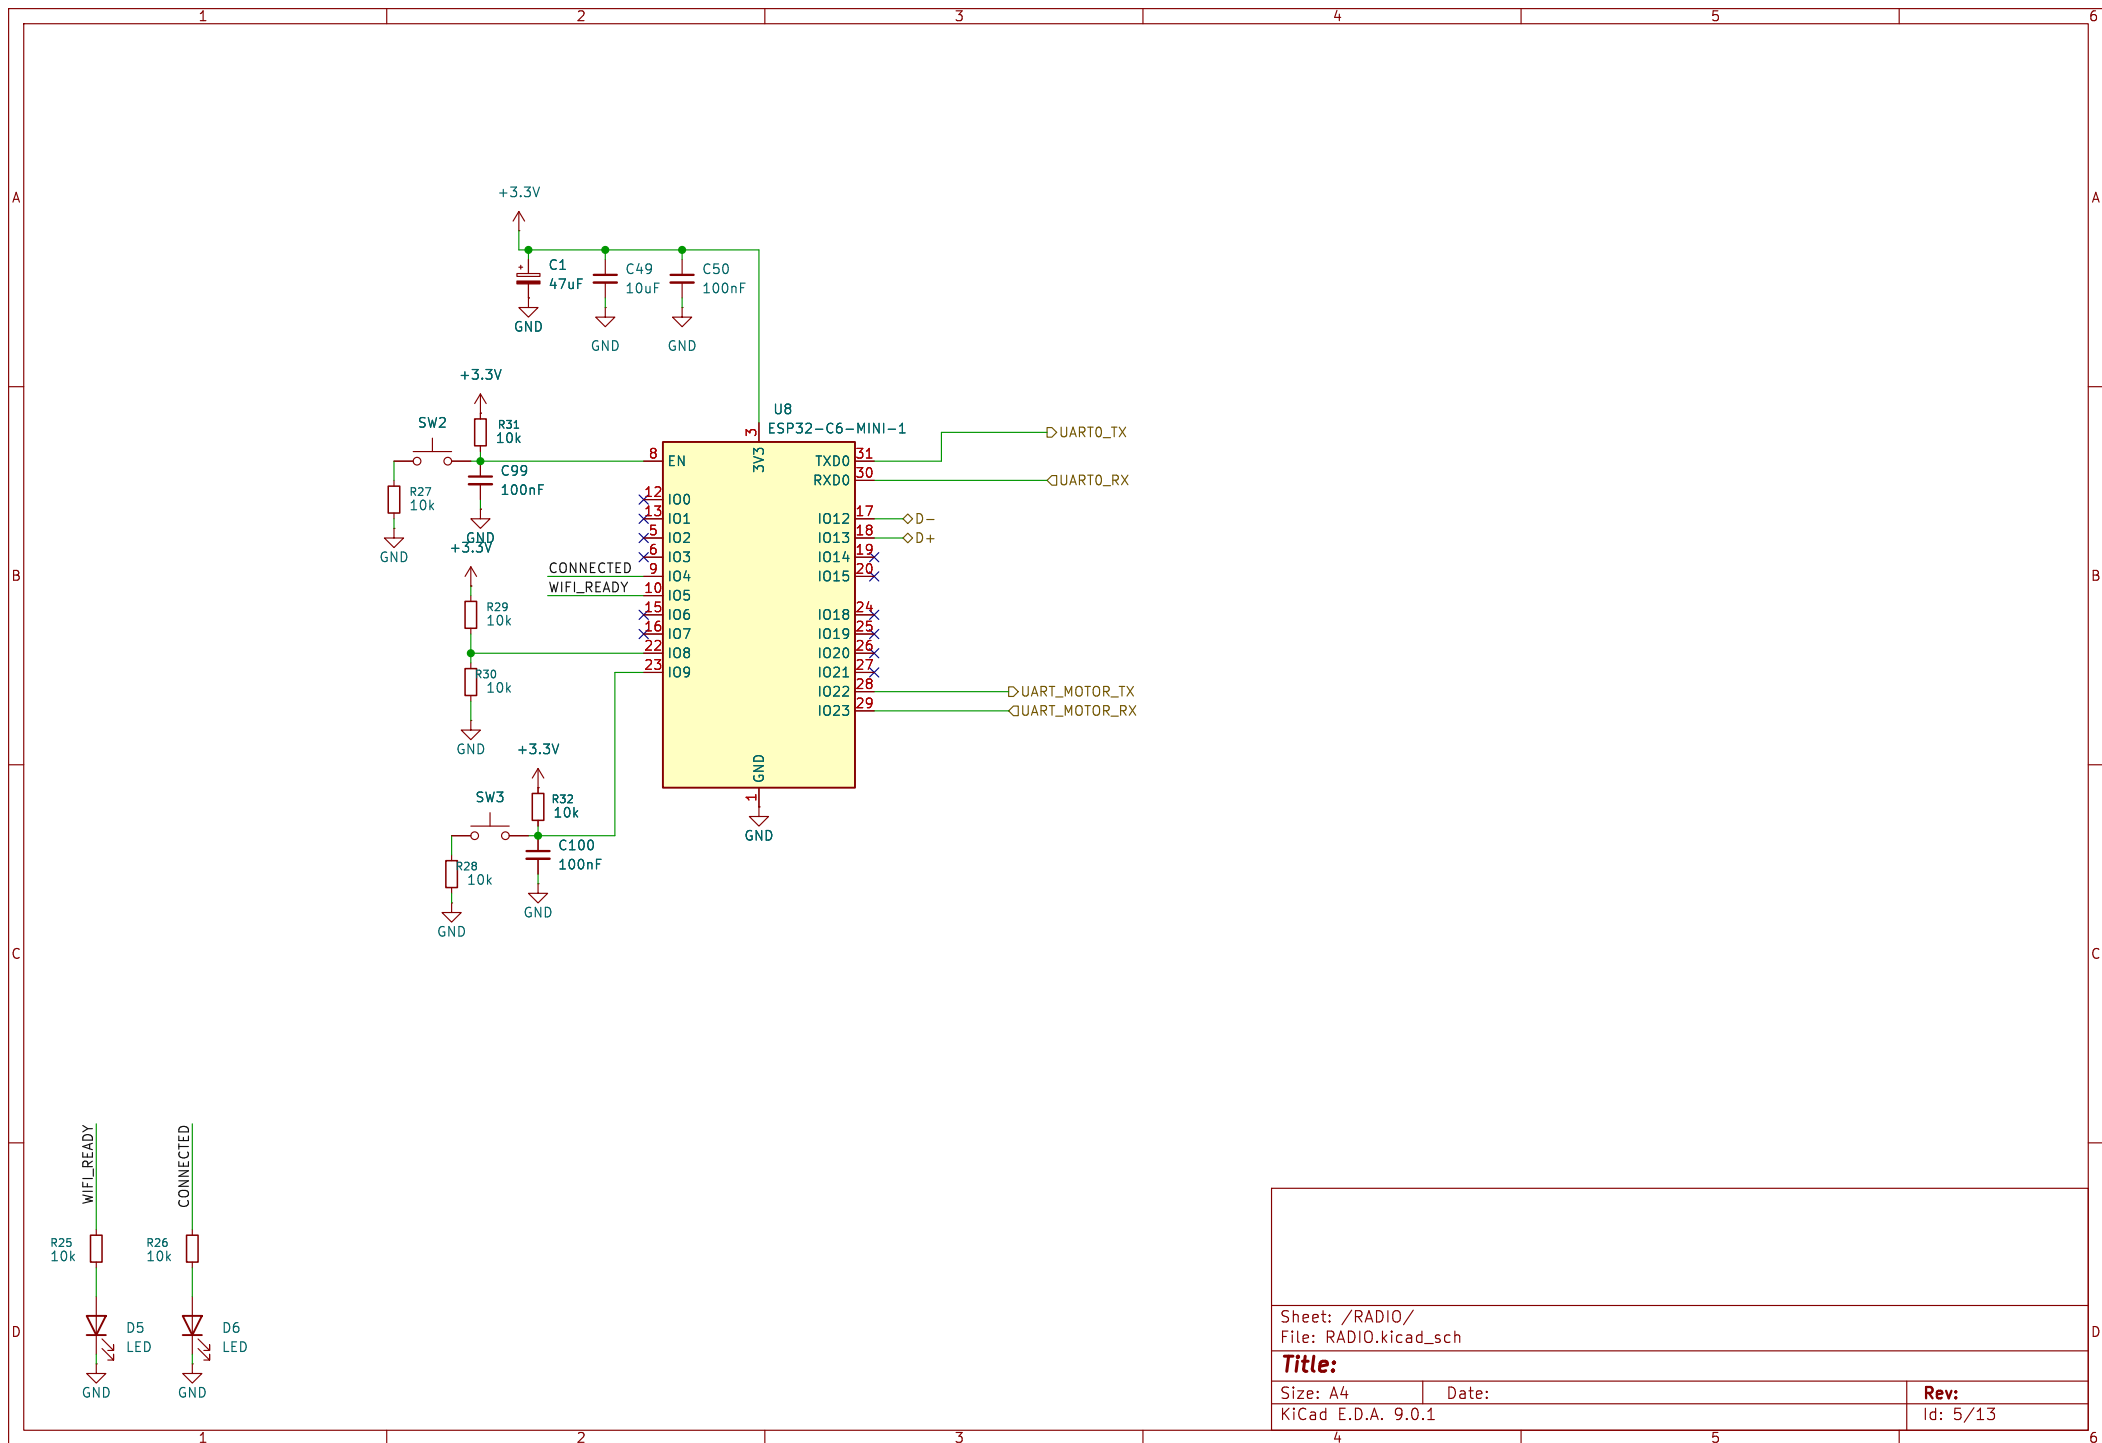 1 2 3 4 5 6
A
A
+3.3V
C1
47uF
GND
C49
10uF
GND
C50
100nF
GND
+3.3V
SW2
R31
10k
C99
100nF
GND
R27
10k
GND
U8
ESP32-C6-MINI-1
3
3V3
8 EN
12 IO0
13 IO1
5 IO2
6 IO3
CONNECTED 9 IO4
WIFI_READY 10 IO5
15 IO6
16 IO7
22 IO8
23 IO9
TXD0 31 UART0_TX
RXD0 30 UART0_RX
IO12 17 D-
IO13 18 D+
IO14 19
IO15 20
IO18 24
IO19 25
IO20 26
IO21 27
IO22 28 UART_MOTOR_TX
IO23 29 UART_MOTOR_RX
GND
1
GND
B
B
+3.3V
R29
10k
R30
10k
GND
+3.3V
SW3
R32
10k
C100
100nF
GND
R28
10k
GND
C
C
WIFI_READY
R25
10k
D5
LED
GND
CONNECTED
R26
10k
D6
LED
GND
D
D
Sheet: /RADIO/
File: RADIO.kicad_sch
Title:
Size: A4 Date: Rev:
KiCad E.D.A. 9.0.1 Id: 5/13
1 2 3 4 5 6